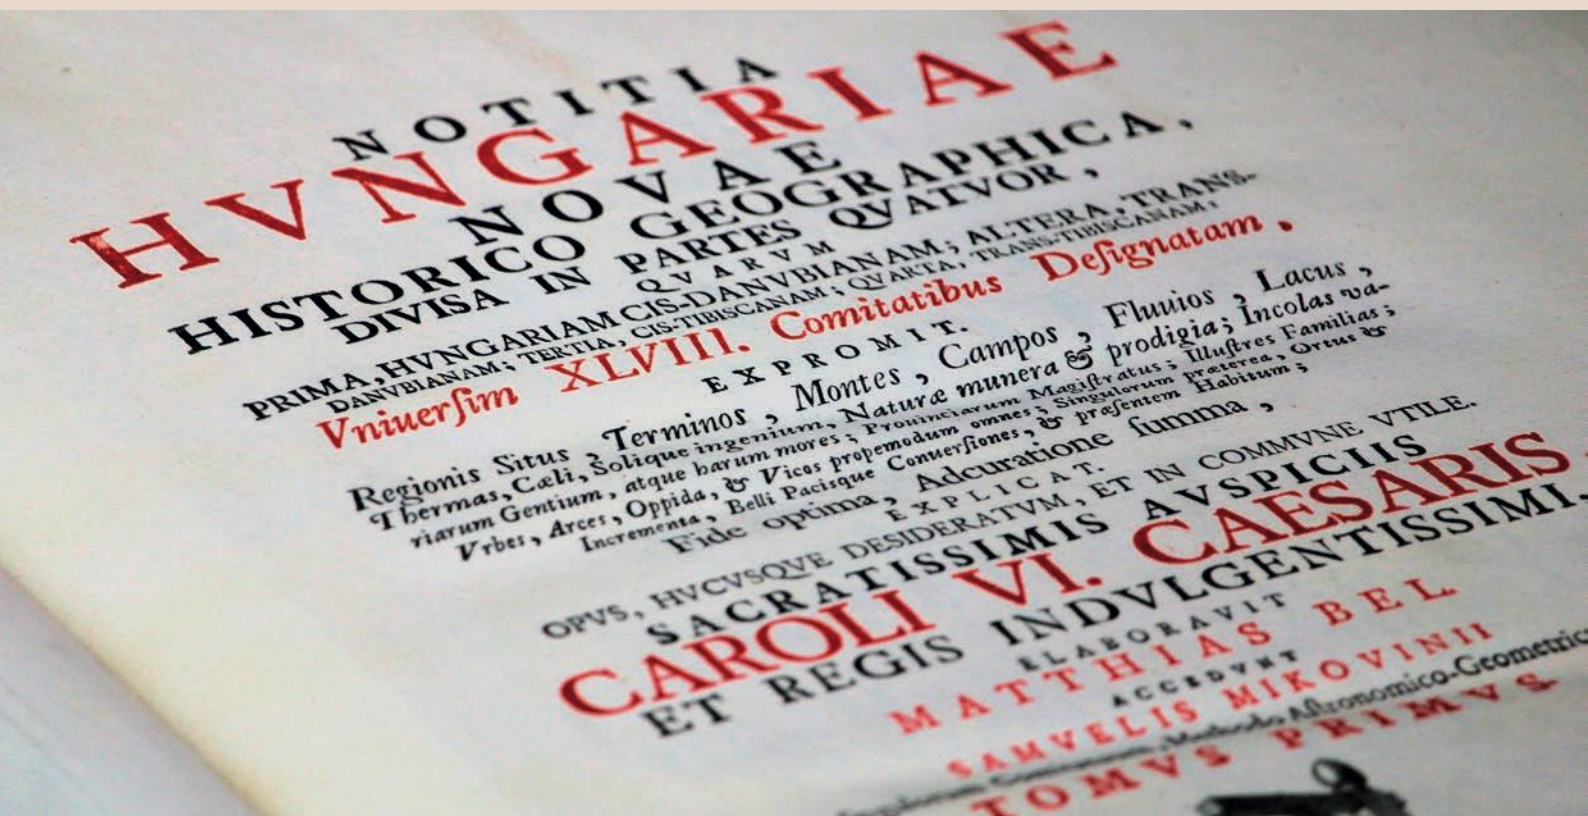 NOTITIA
HVNGARIAE
NOVAE
HISTORICO GEOGRAPHICA,
DIVISA IN PARTES QVATVOR,
QVARVM
PRIMA, HVNGARIAM CIS-DANVBIANAM; ALTERA, TRANS-
DANVBIANAM; TERTIA, CIS-TIBISCANAM; QVARTA, TRANS-TIBISCANAM,
Vniuerſim XLVIII. Comitatibus Deſignatam.
EXPROMIT.
Regionis Situs, Terminos, Montes, Campos, Fluuios, Lacus,
Thermas, Cæli, Solique ingenium, Naturæ munera & prodigia; Incolas va-
riarum Gentium, atque harum mores; Prouinciarum Magiſtratus; Illuſtres Familias;
Vrbes, Arces, Oppida, & Vicos propemodum omnes; Singulorum præterea, Ortus &
Incrementa, Belli Pacisque Conuerſiones, & præſentem Habitum;
Fide optima, Adcuratione ſumma,
EXPLICAT.
OPVS, HVCVSQVE DESIDERATVM, ET IN COMMVNE VTILE.
SACRATISSIMIS AVSPICIIS
CAROLI VI. CAESARIS
ET REGIS INDVLGENTISSIMI.
ELABORAVIT
MATTHIAS BEL.
ACCEDVNT
SAMVELIS MIKOVINII
Methodo Aſtronomico-Geometrica
TOMVS PRIMVS.